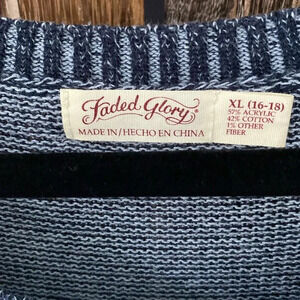 Faded Glory
MADE IN/HECHO EN CHINA
XL (16-18)
57% ACRYLIC
42% COTTON
1% OTHER
FIBER